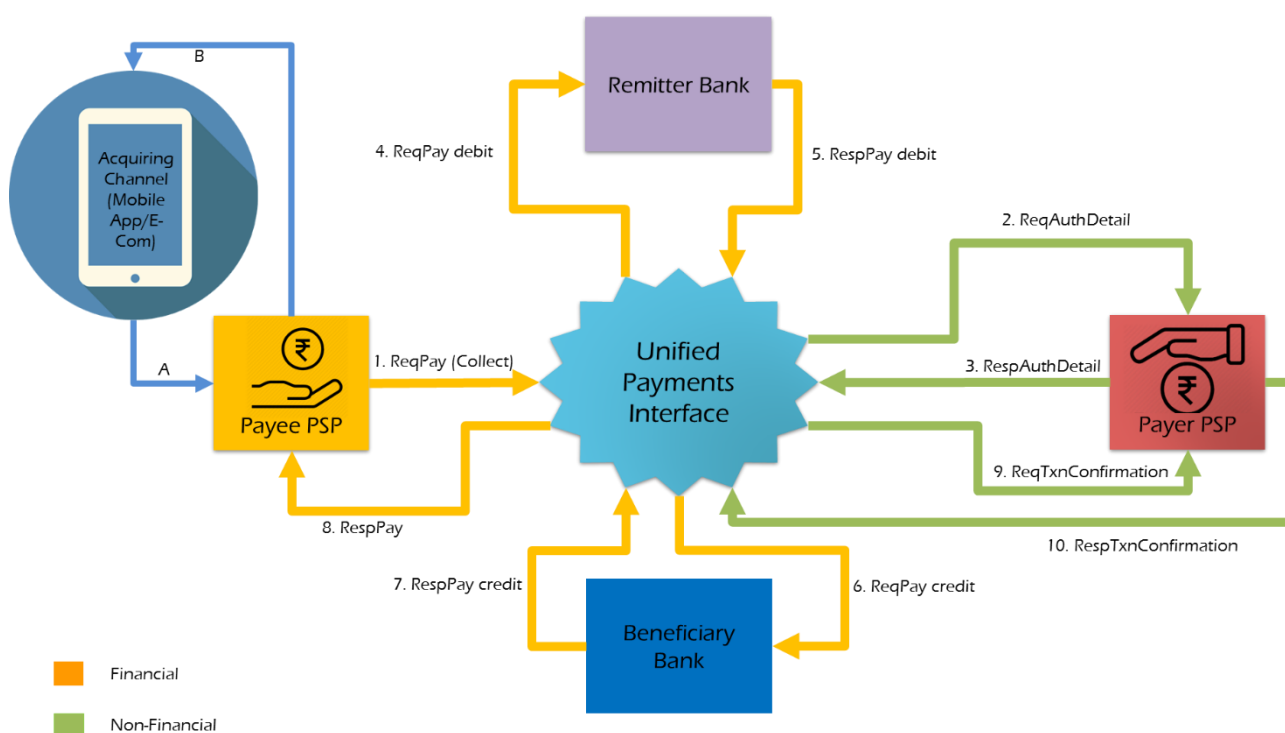 B
Acquiring
Channel
(Mobile
App/E-
Com)
A
₹
Payee PSP
1. ReqPay (Collect)
Remitter Bank
4. ReqPay debit
5. RespPay debit
2. ReqAuthDetail
Unified
Payments
Interface
3. RespAuthDetail
₹
Payer PSP
9. ReqTxnConfirmation
8. RespPay
10. RespTxnConfirmation
7. RespPay credit
6. ReqPay credit
Beneficiary
Bank
Financial
Non-Financial